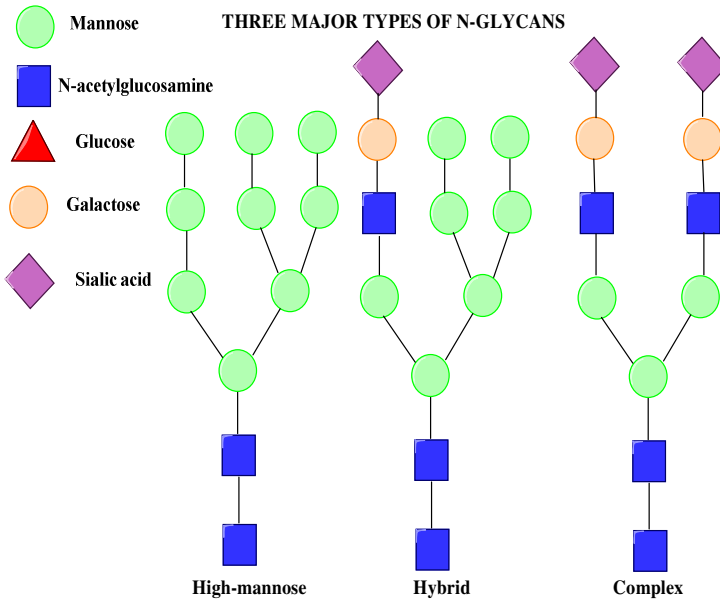 THREE MAJOR TYPES OF N-GLYCANS
Mannose
N-acetylglucosamine
Glucose
Galactose
Sialic acid
High-mannose
Hybrid
Complex